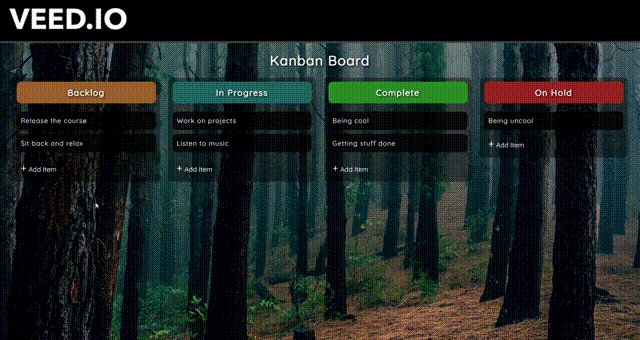 VEED.IO
Kanban Board
Backlog
Release the course
Sit back and relax
+ Add Item
In Progress
Work on projects
Listen to music
+ Add Item
Complete
Being cool
Getting stuff done
+ Add Item
On Hold
Being uncool
+ Add Item